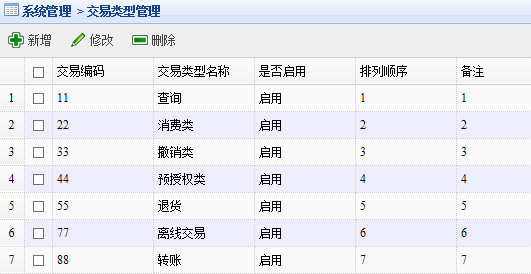 系统管理 > 交易类型管理
新增 修改 删除
交易编码 交易类型名称 是否启用 排列顺序 备注
1 11 查询 启用 1 1
2 22 消费类 启用 2 2
3 33 撤销类 启用 3 3
4 44 预授权类 启用 4 4
5 55 退货 启用 5 5
6 77 离线交易 启用 6 6
7 88 转账 启用 7 7